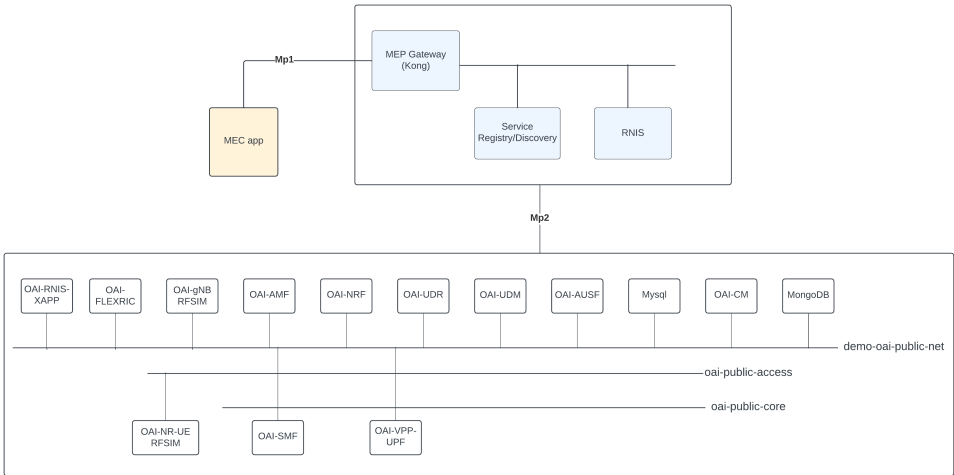 Mp1
MEP Gateway
(Kong)
MEC app
Service
Registry/Discovery
RNIS
Mp2
OAI-RNIS-
XAPP
OAI-
FLEXRIC
OAI-gNB
RFSIM
OAI-AMF
OAI-NRF
OAI-UDR
OAI-UDM
OAI-AUSF
Mysql
OAI-CM
MongoDB
demo-oai-public-net
oai-public-access
oai-public-core
OAI-NR-UE
RFSIM
OAI-SMF
OAI-VPP-
UPF